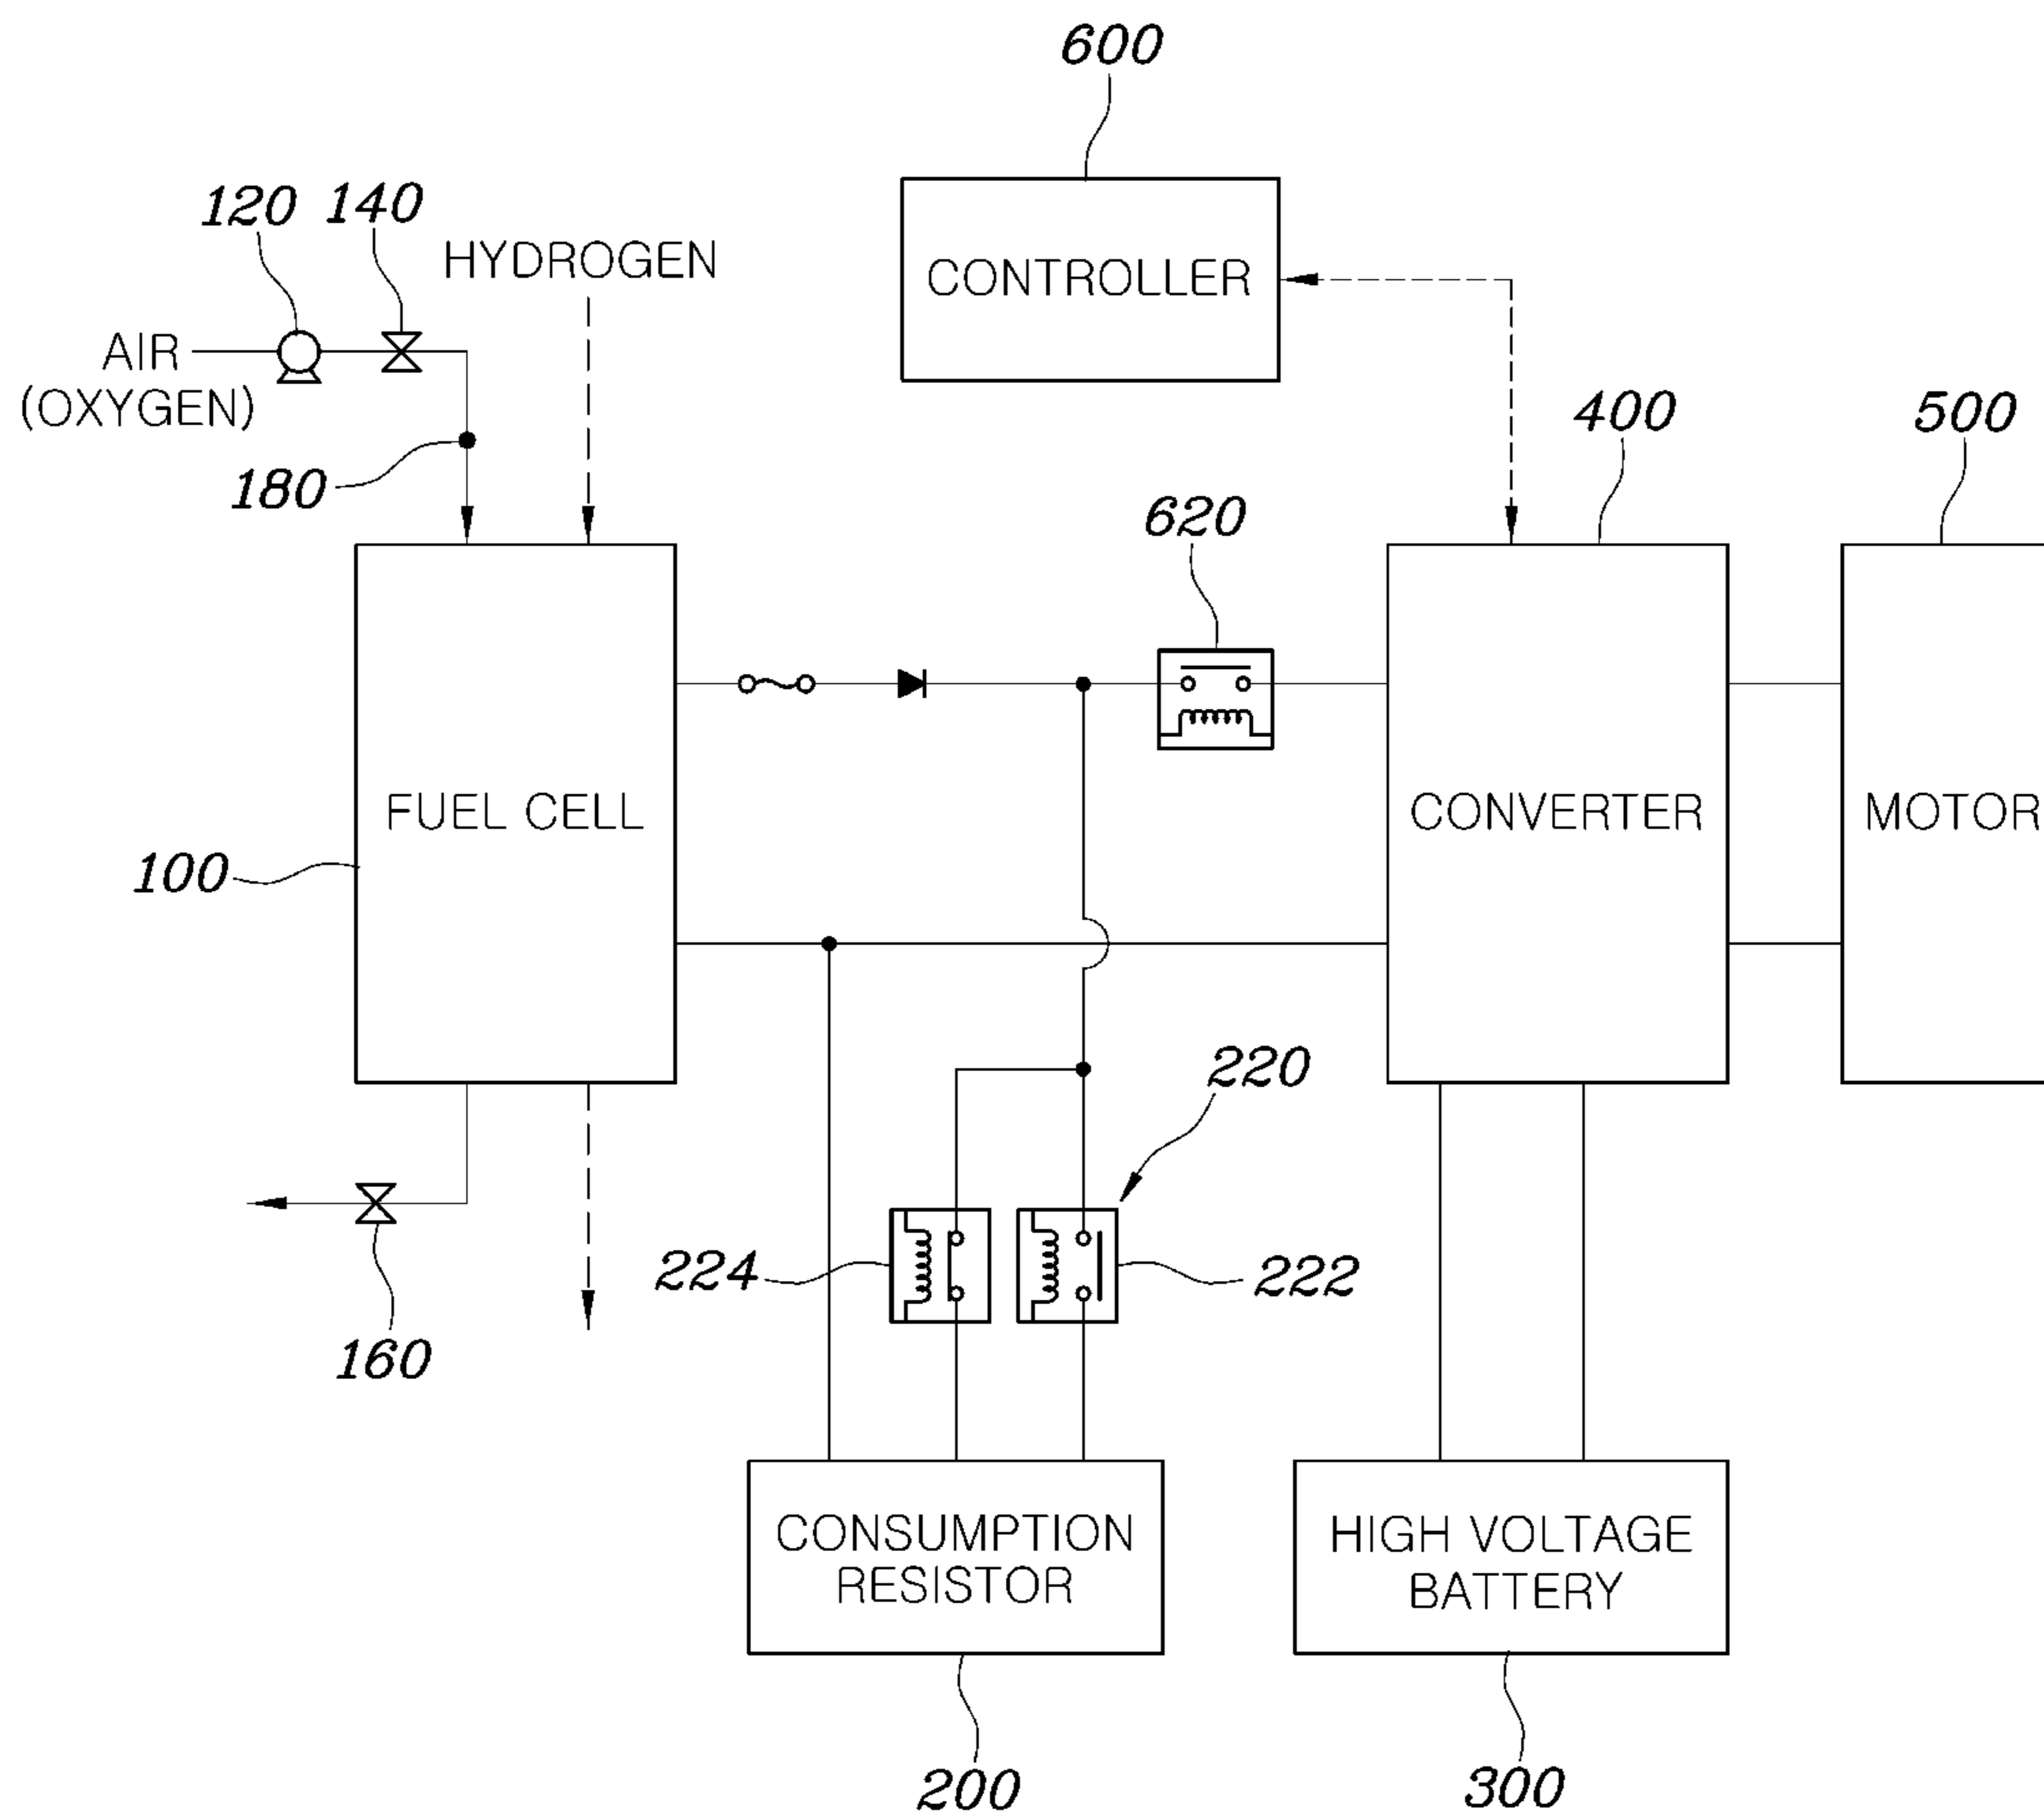 600
120 140
HYDROGEN
CONTROLLER
AIR
(OXYGEN)
400
500
180
620
FUEL CELL
CONVERTER
MOTOR
100
220
224
222
160
CONSUMPTION
RESISTOR
HIGH VOLTAGE
BATTERY
200
300